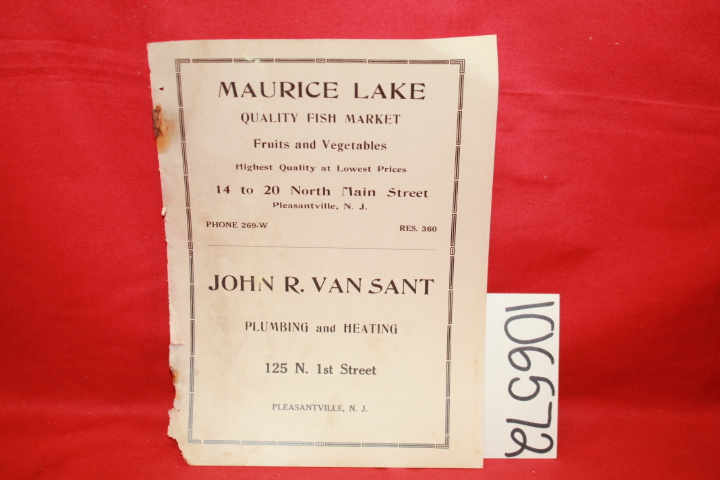 MAURICE LAKE
QUALITY FISH MARKET
Fruits and Vegetables
Highest Quality at Lowest Prices
14 to 20 North Main Street
Pleasantville, N. J.
PHONE 269-W RES. 360
JOHN R. VAN SANT
PLUMBING and HEATING
125 N. 1st Street
PLEASANTVILLE, N. J.
106572